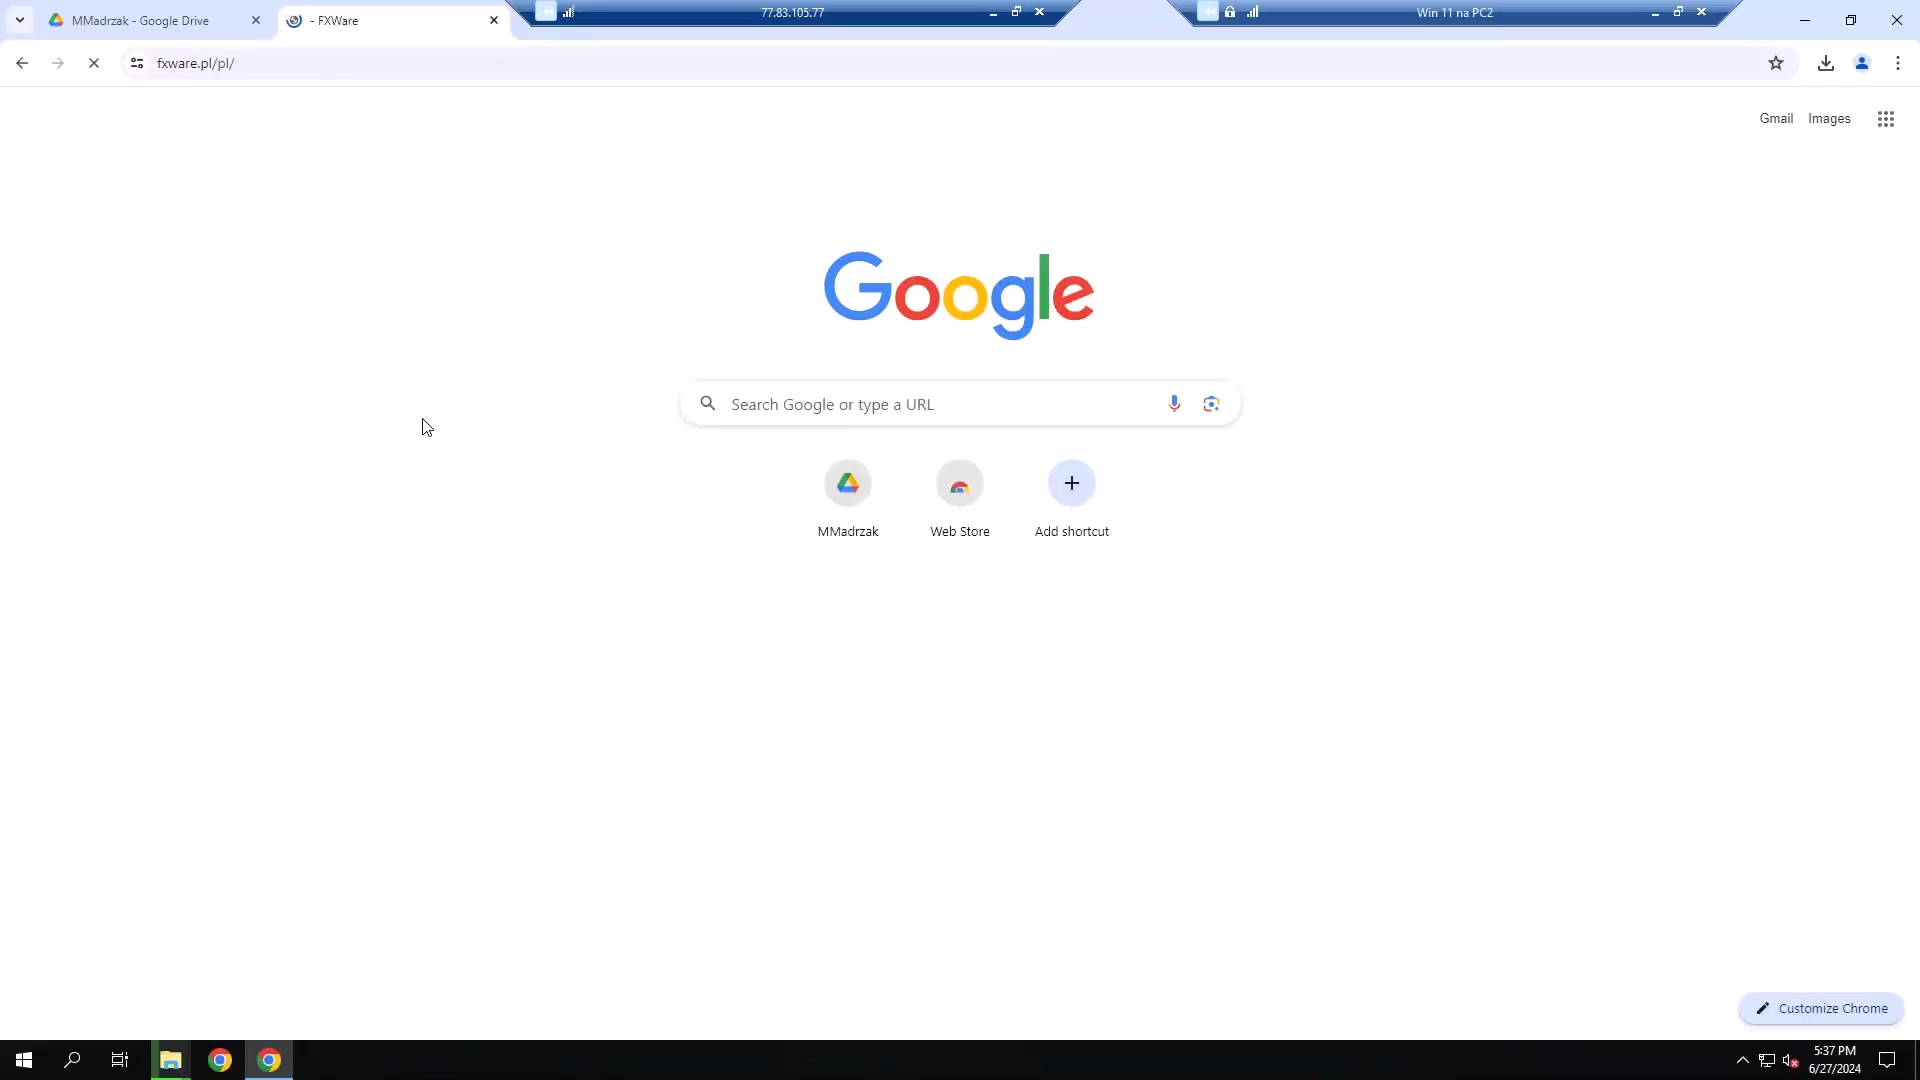 MMadrzak - Google Drive
- FXWare
77.83.105.77
Win 11 na PC2
fxware.pl/pl/
Gmail
Images
Google
Search Google or type a URL
MMadrzak
Web Store
Add shortcut
Customize Chrome
5:37 PM
6/27/2024